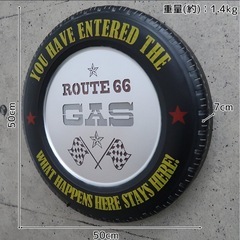 重量(約):1.4kg
YOU HAVE ENTERED THE
ROUTE 66
GAS
WHAT HAPPENS HERE STAYS HERE!
7cm
50cm
50cm